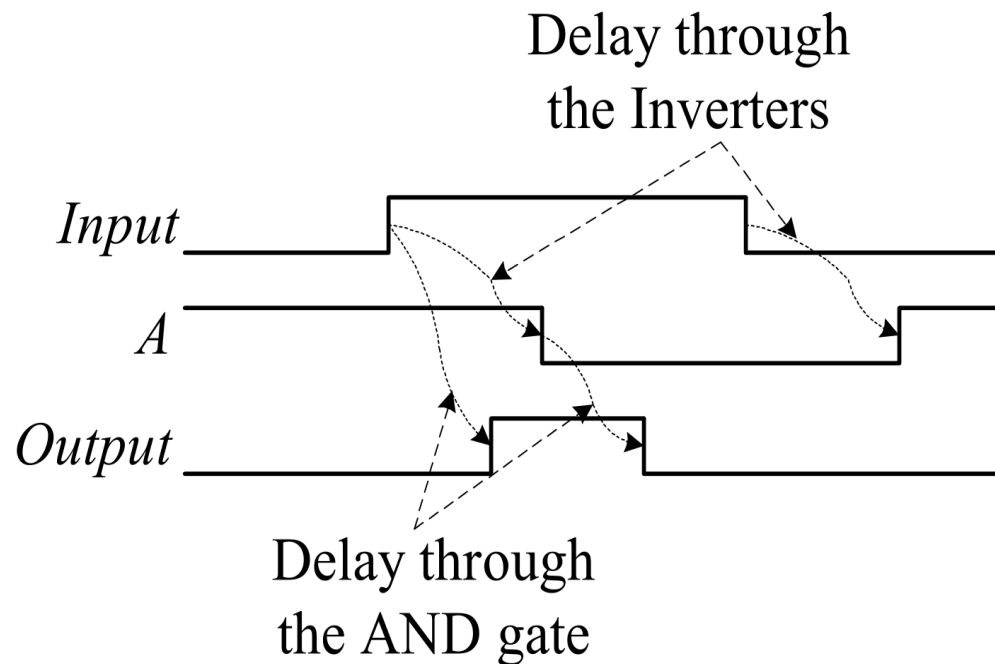 Delay through
the Inverters
Input
A
Output
Delay through
the AND gate